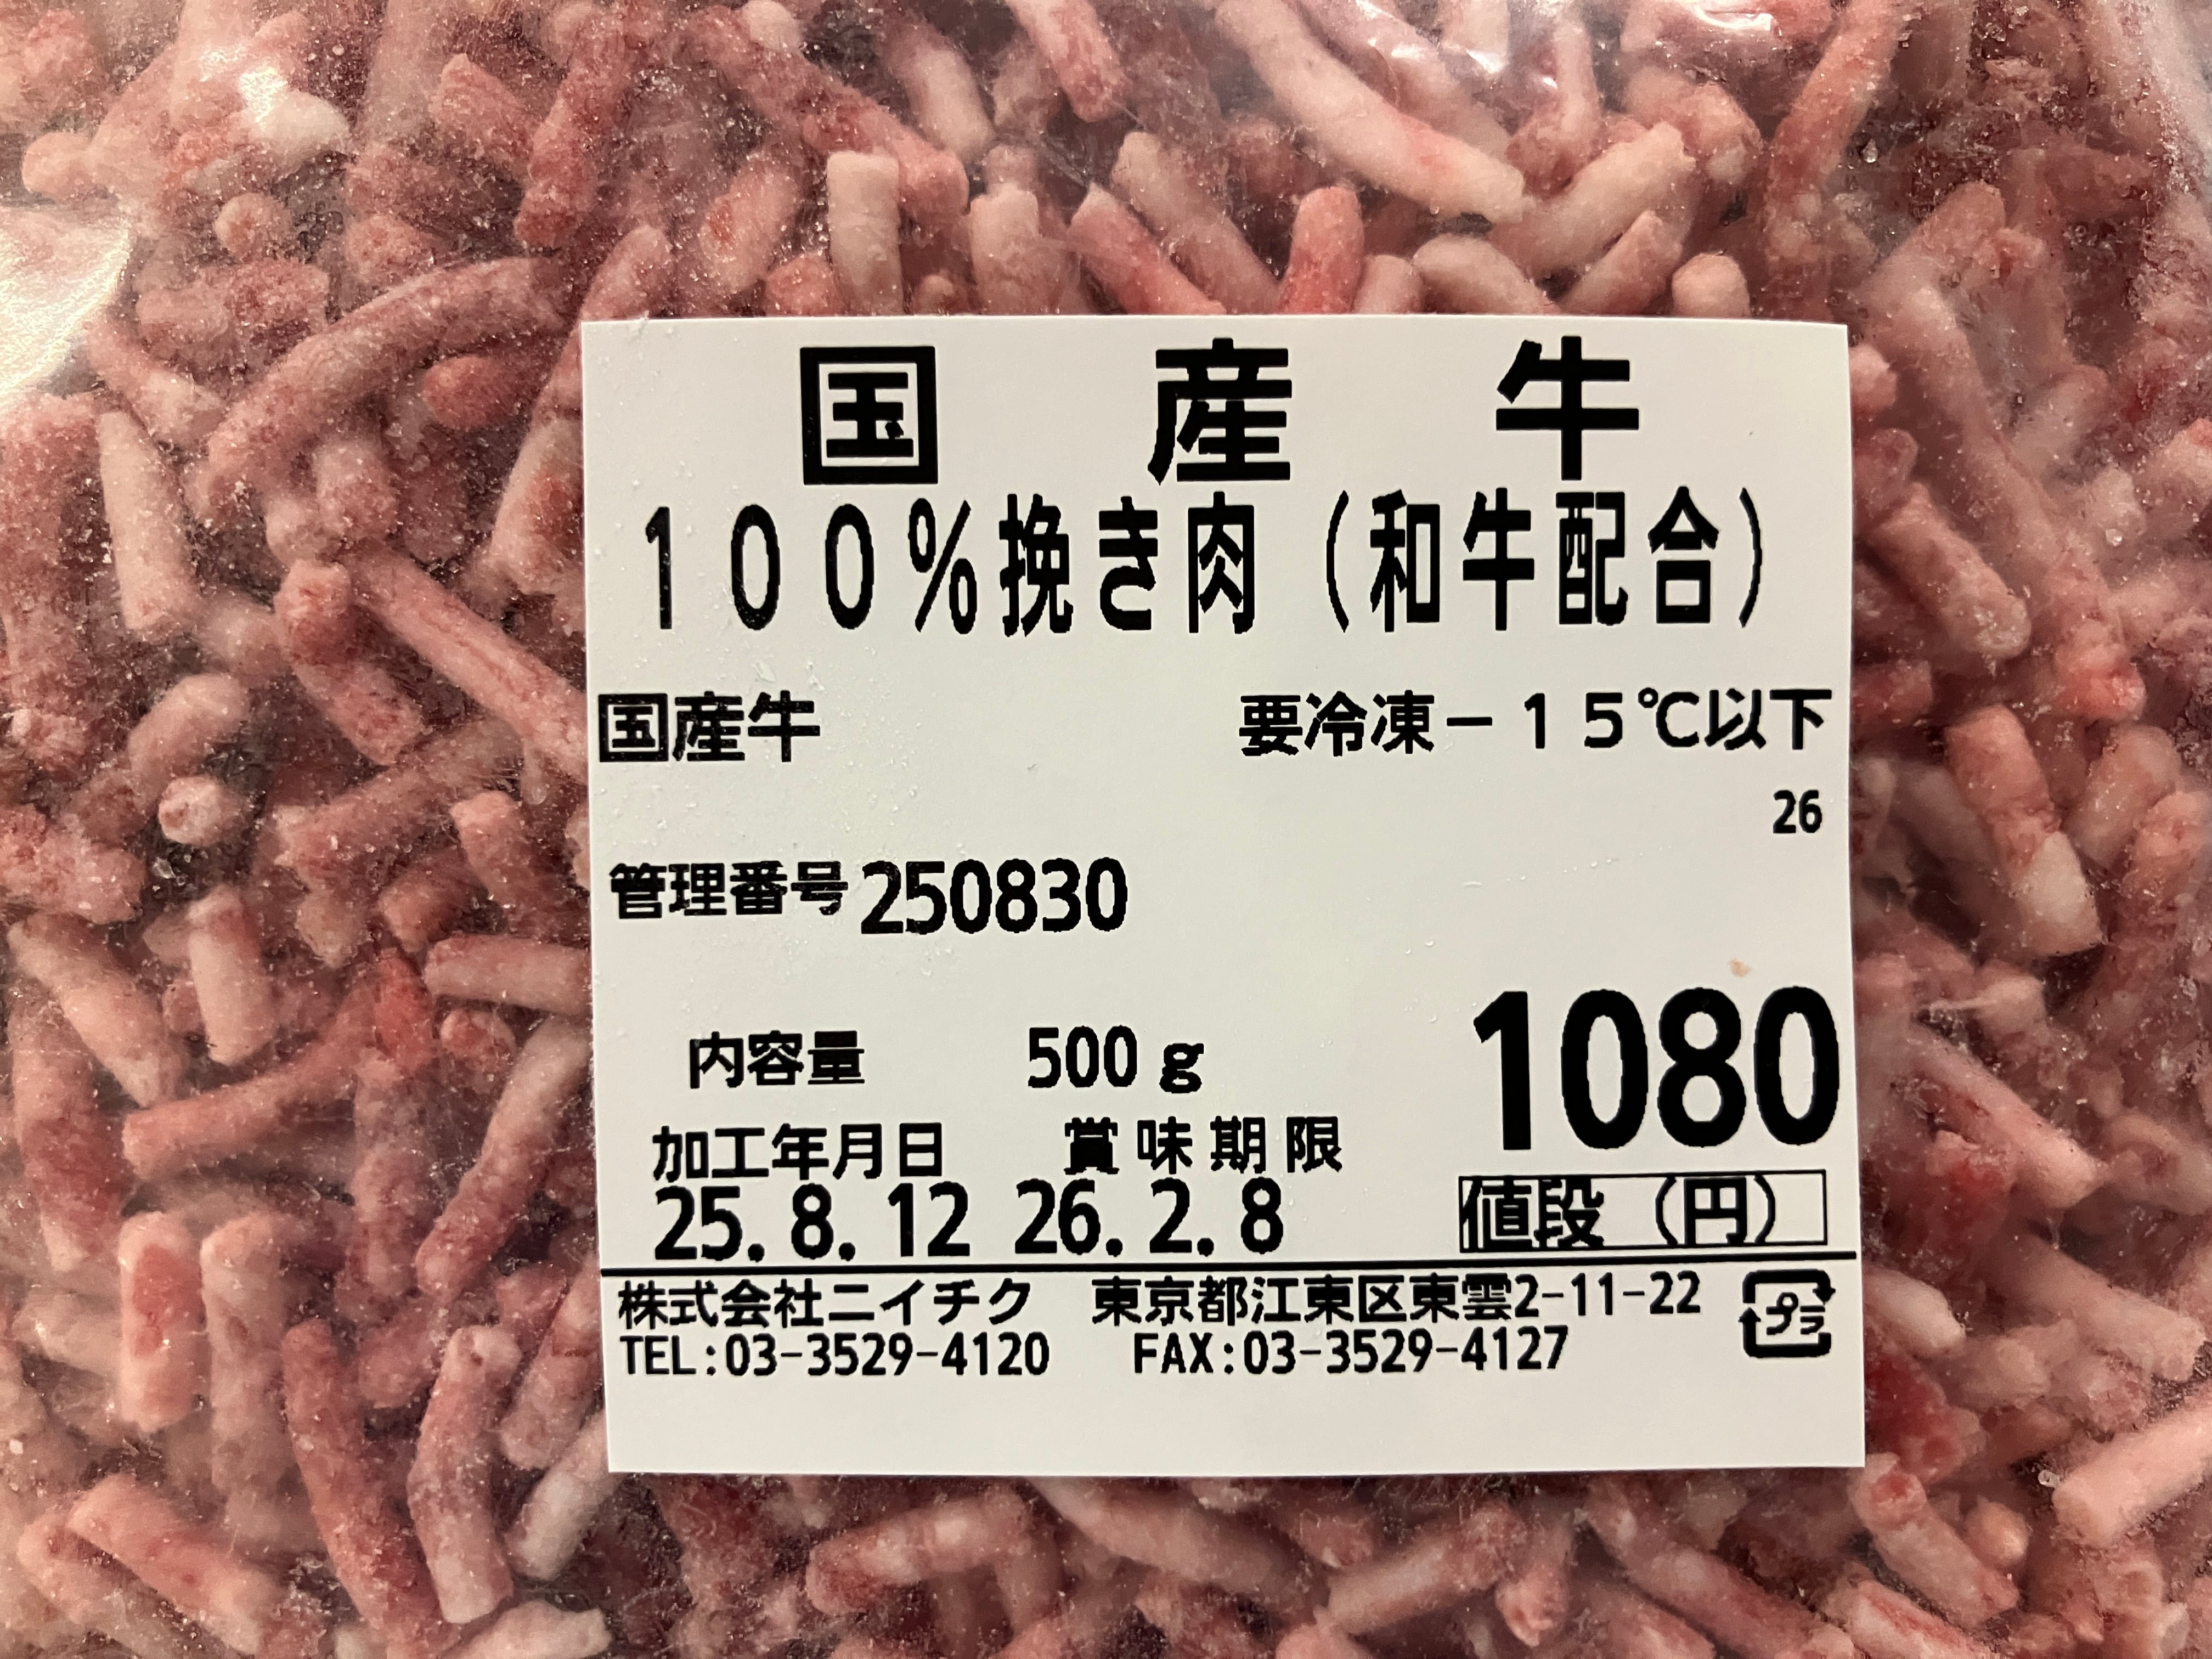 国産牛
100%挽き肉(和牛配合)
国産牛 要冷凍-15℃以下
26
管理番号250830
内容量 500g 1080
加工年月日 賞味期限
25.8.12 26.2.8 値段(円)
株式会社ニイチク 東京都江東区東雲2-11-22
TEL:03-3529-4120 FAX:03-3529-4127 プラ